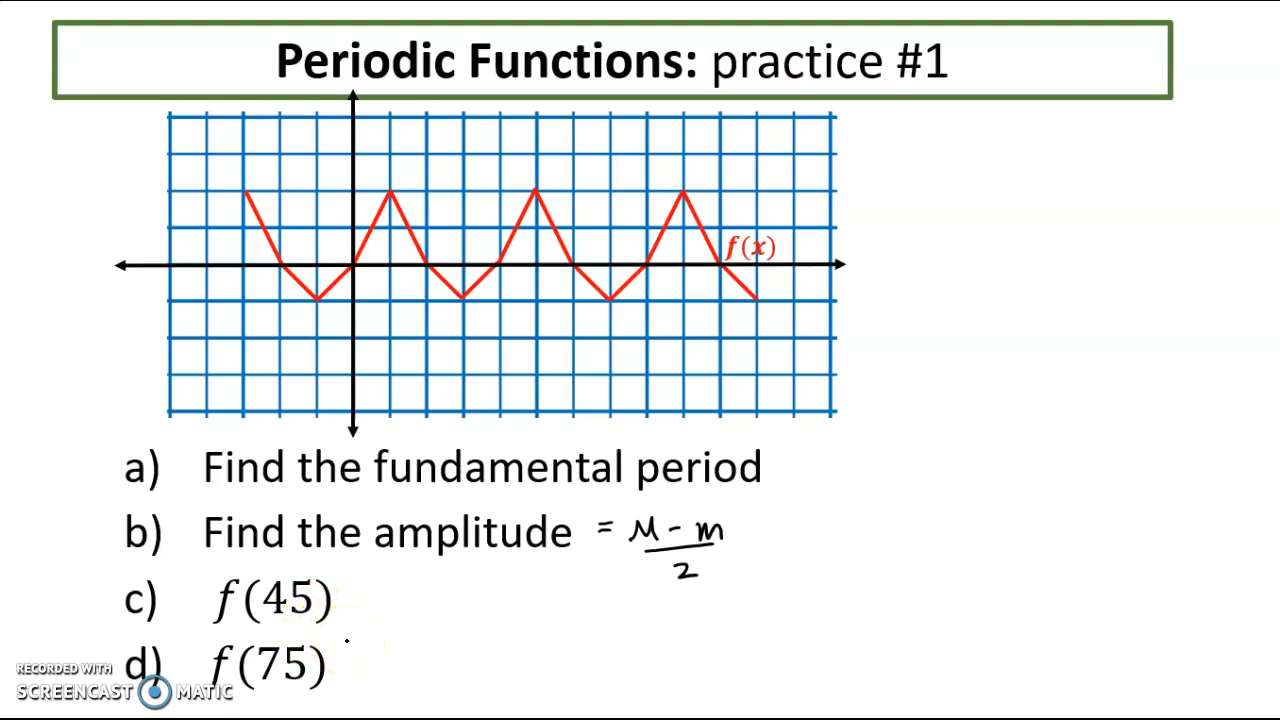 Periodic Functions: practice #1
f(x)
a) Find the fundamental period
b) Find the amplitude = M - m
2
c) f(45)
d) f(75)
RECORDED WITH
SCREENCAST MATIC